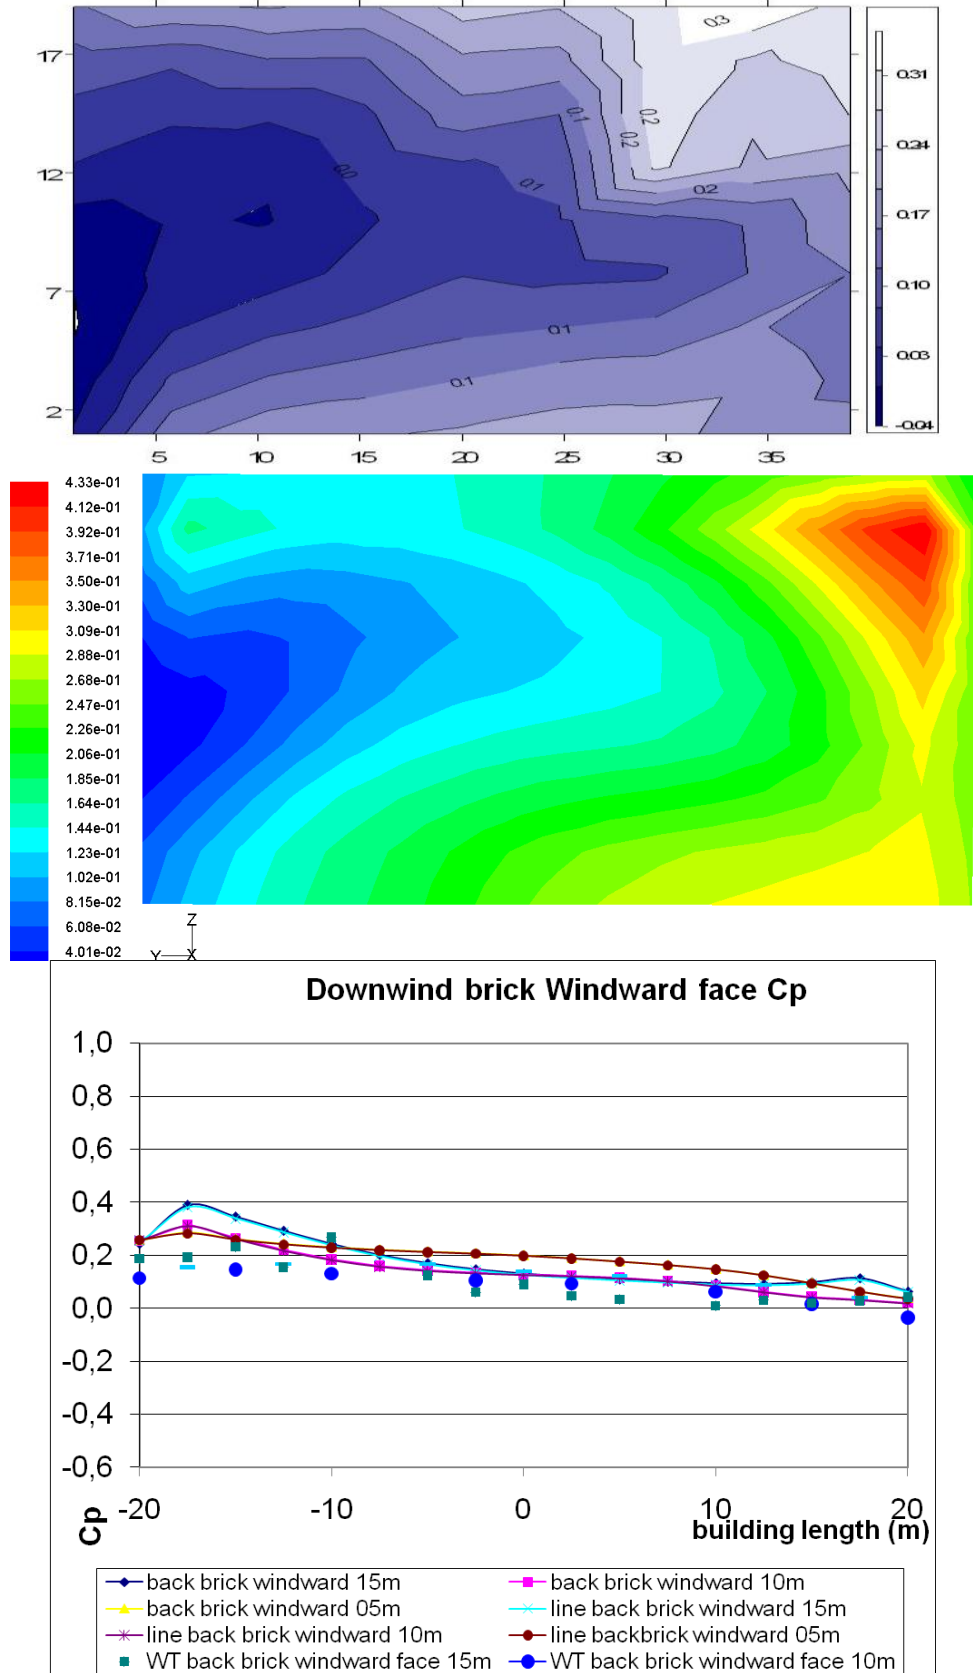 0.3
17
0.31
0.1
0.2
0.2
0.24
12
0.0
0.1
0.2
0.17
7
0.10
0.1
0.03
0.1
2
-0.04
5 10 15 20 25 30 35
4.33e-01
4.12e-01
3.92e-01
3.71e-01
3.50e-01
3.30e-01
3.09e-01
2.88e-01
2.68e-01
2.47e-01
2.26e-01
2.06e-01
1.85e-01
1.64e-01
1.44e-01
1.23e-01
1.02e-01
8.15e-02
6.08e-02
4.01e-02
Z
Y X
Downwind brick Windward face Cp
1,0
0,8
0,6
0,4
0,2
0,0
-0,2
-0,4
-0,6
-20 -10 0 10 20
Cp
building length (m)
back brick windward 15m
back brick windward 10m
back brick windward 05m
line back brick windward 15m
line back brick windward 10m
line backbrick windward 05m
WT back brick windward face 15m
WT back brick windward face 10m